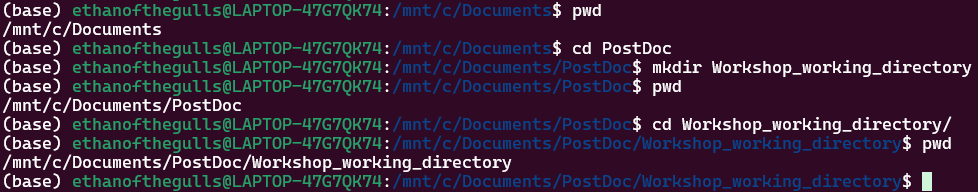 (base) ethanofthegulls@LAPTOP-47G7QK74:/mnt/c/Documents$ pwd
/mnt/c/Documents
(base) ethanofthegulls@LAPTOP-47G7QK74:/mnt/c/Documents$ cd PostDoc
(base) ethanofthegulls@LAPTOP-47G7QK74:/mnt/c/Documents/PostDoc$ mkdir Workshop_working_directory
(base) ethanofthegulls@LAPTOP-47G7QK74:/mnt/c/Documents/PostDoc$ pwd
/mnt/c/Documents/PostDoc
(base) ethanofthegulls@LAPTOP-47G7QK74:/mnt/c/Documents/PostDoc$ cd Workshop_working_directory/
(base) ethanofthegulls@LAPTOP-47G7QK74:/mnt/c/Documents/PostDoc/Workshop_working_directory$ pwd
/mnt/c/Documents/PostDoc/Workshop_working_directory
(base) ethanofthegulls@LAPTOP-47G7QK74:/mnt/c/Documents/PostDoc/Workshop_working_directory$